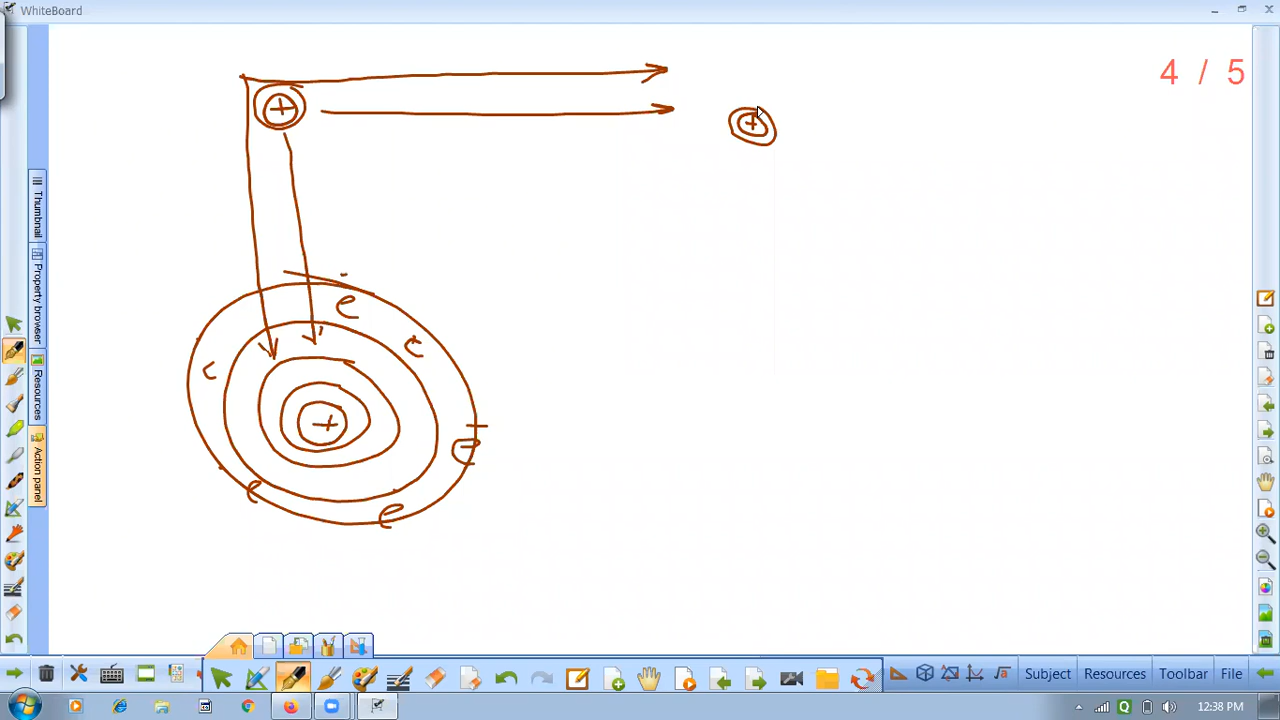 WhiteBoard
4 / 5
+
+
Thumbnail
Property browser
Resources
Action panel
e
e
c
+
e
e
e
+
Subject
Resources
Toolbar
File
12:38 PM